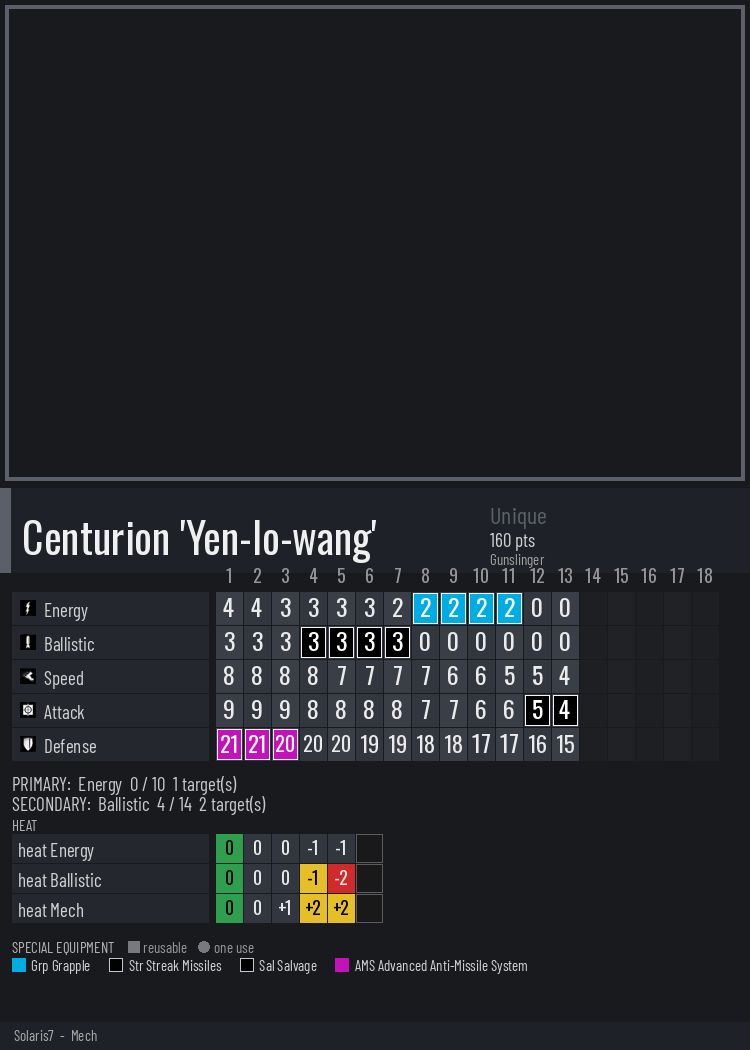 Centurion 'Yen-lo-wang'
Unique
160 pts
Gunslinger
1 2 3 4 5 6 7 8 9 10 11 12 13 14 15 16 17 18
Energy 4 4 3 3 3 3 2 2 2 2 2 0 0
Ballistic 3 3 3 3 3 3 3 0 0 0 0 0 0
Speed 8 8 8 8 7 7 7 7 6 6 5 5 4
Attack 9 9 9 8 8 8 8 7 7 6 6 5 4
Defense 21 21 20 20 20 19 19 18 18 17 17 16 15
PRIMARY: Energy 0 / 10 1 target(s)
SECONDARY: Ballistic 4 / 14 2 target(s)
HEAT
heat Energy 0 0 0 -1 -1
heat Ballistic 0 0 0 -1 -2
heat Mech 0 0 +1 +2 +2
SPECIAL EQUIPMENT reusable one use
Grp Grapple Str Streak Missiles Sal Salvage AMS Advanced Anti-Missile System
Solaris7 - Mech